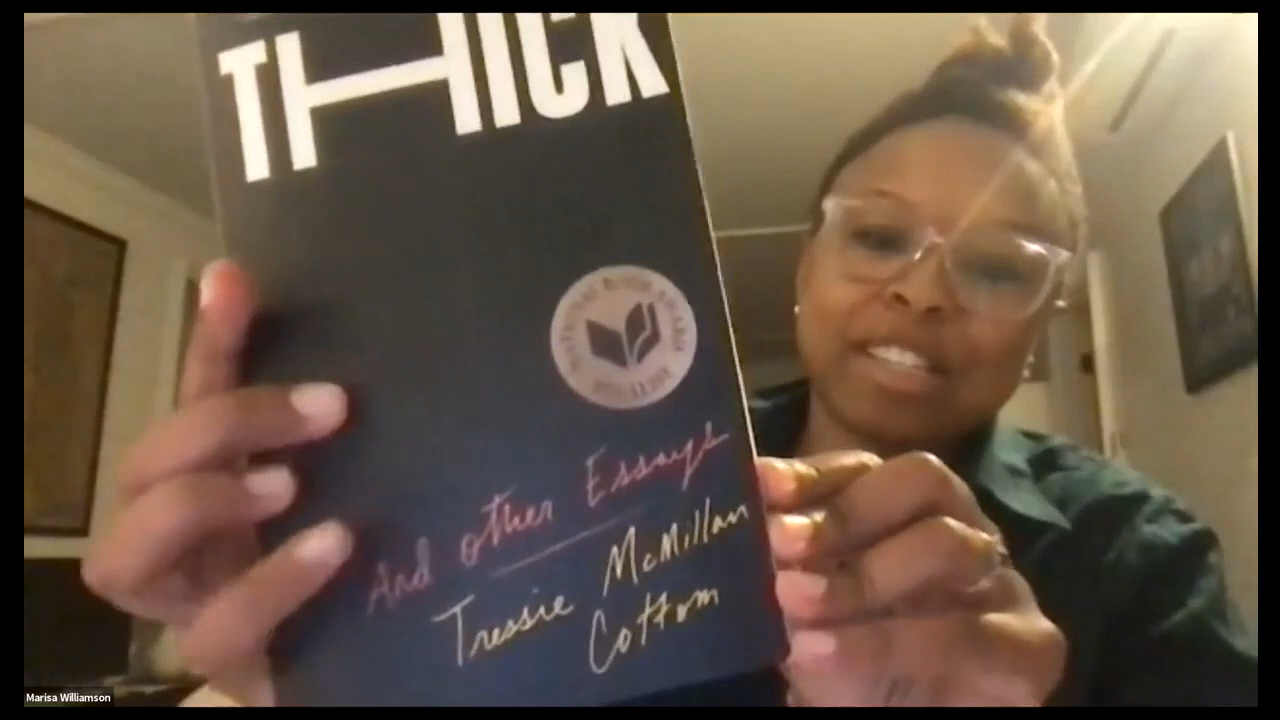 THICK
And other Essays
Tressie McMillan
Cottom
Marisa Williamson